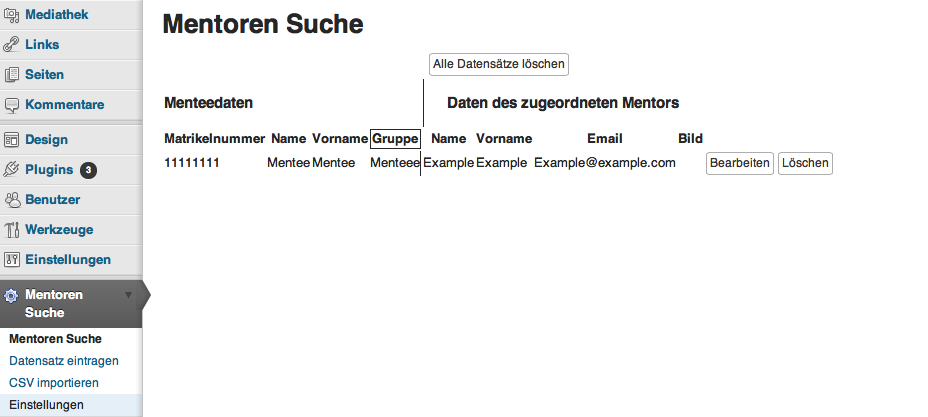 Mediathek
Links
Seiten
Kommentare
Design
Plugins 3
Benutzer
Werkzeuge
Einstellungen
Mentoren
Suche
Mentoren Suche
Datensatz eintragen
CSV importieren
Einstellungen
Mentoren Suche
Alle Datensätze löschen
Menteedaten Daten des zugeordneten Mentors
Matrikelnummer Name Vorname Gruppe Name Vorname Email Bild
11111111 Mentee Mentee Menteee Example Example Example@example.com Bearbeiten Löschen